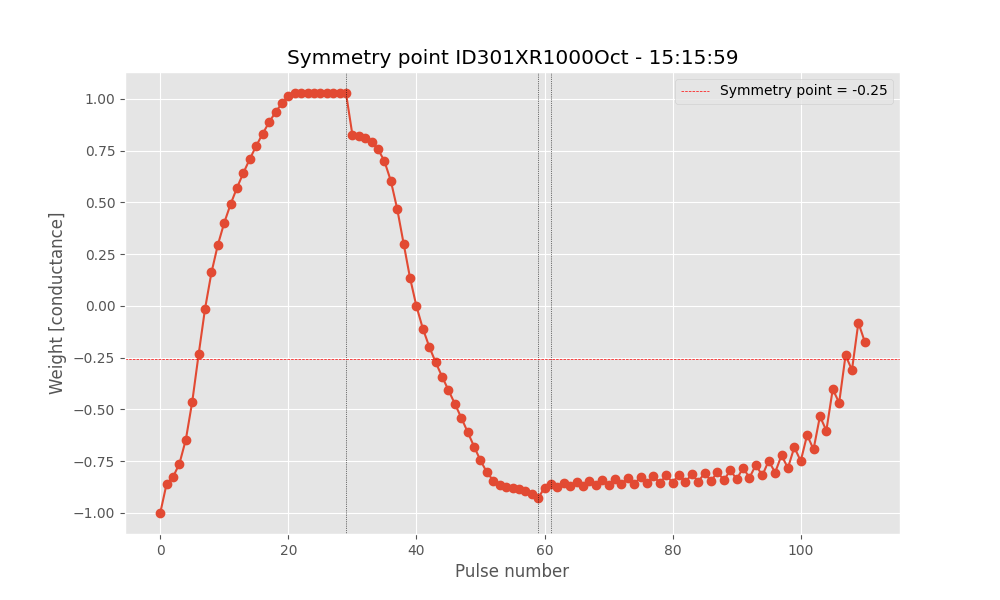 Symmetry point ID301XR1000Oct - 15:15:59
Symmetry point = -0.25
Weight [conductance]
1.00
0.75
0.50
0.25
0.00
−0.25
−0.50
−0.75
−1.00
0 20 40 60 80 100
Pulse number